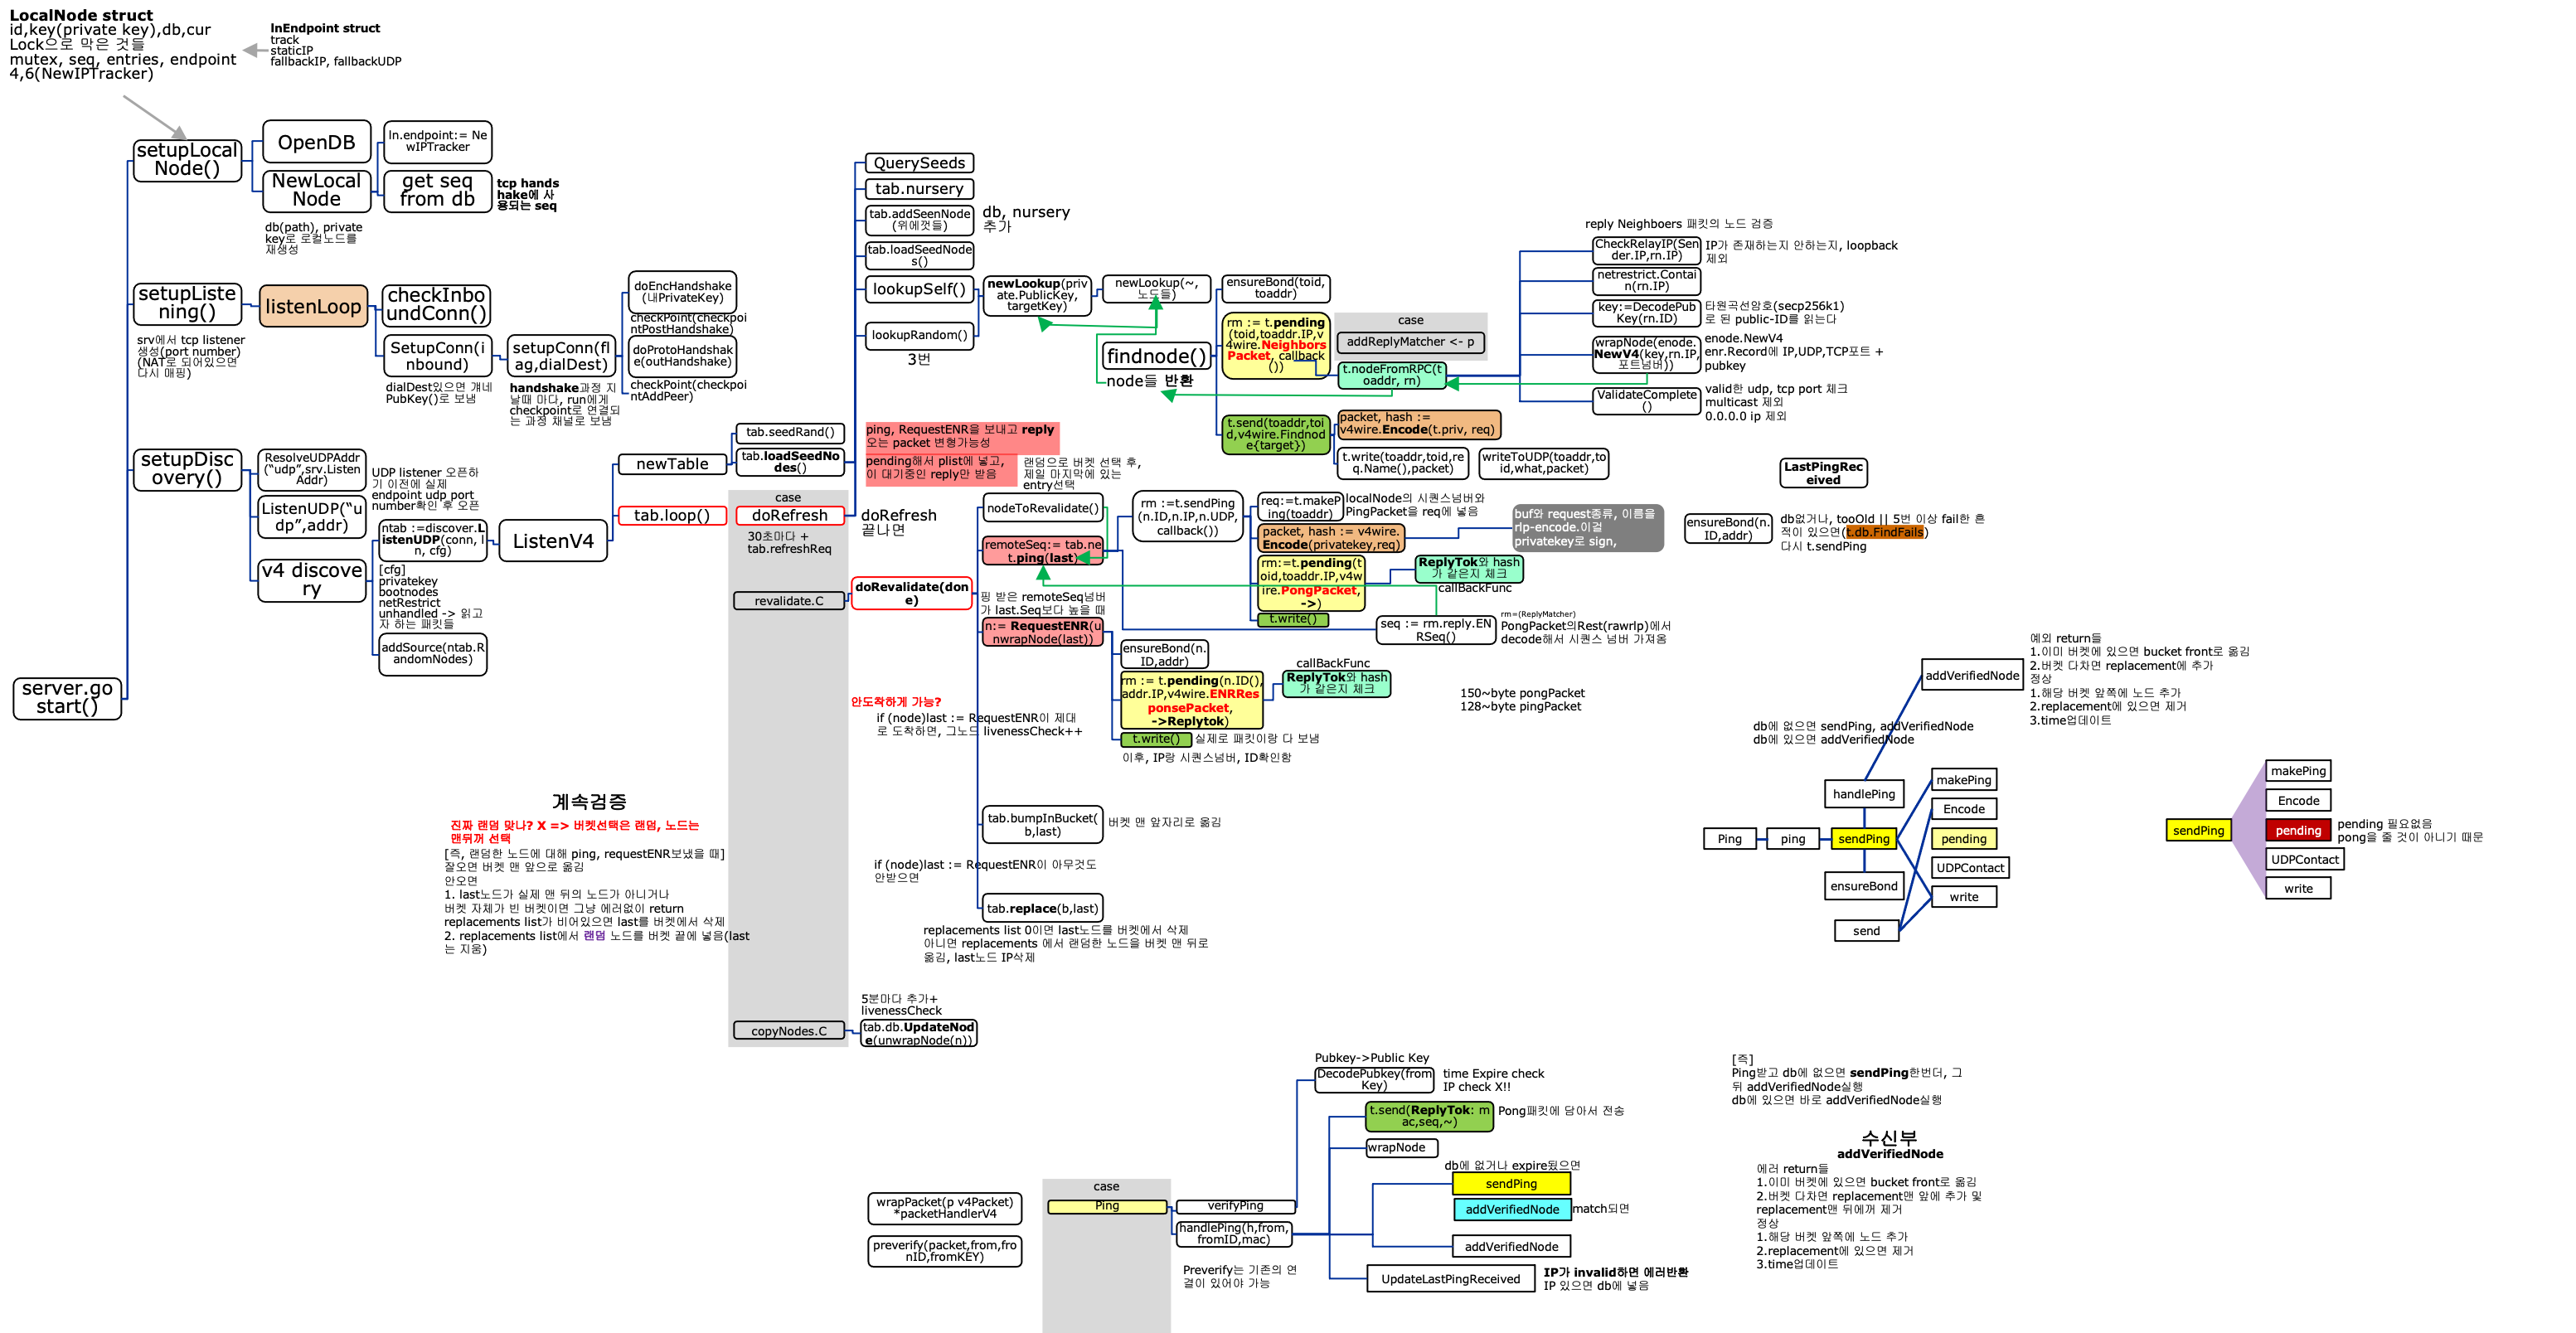 LocalNode struct
id,key(private key),db,cur
Lock으로 막은 것들
mutex, seq, entries, endpoint
4,6(NewIPTracker)
lnEndpoint struct
track
staticIP
fallbackIP, fallbackUDP
setupLocal
Node()
OpenDB
NewLocal
Node
db(path), private
key로 로컬노드를
재생성
ln.endpoint:= Ne
wIPTracker
get seq
from db
tcp hands
hake에 사
용되는 seq
setupListe
ning()
srv에서 tcp listener
생성(port number)
(NAT로 되어있으면
다시 매핑)
listenLoop
checkInbo
undConn()
SetupConn(i
nbound)
dialDest있으면 걔네
PubKey()로 보냄
setupConn(fl
ag,dialDest)
handshake과정 지
날때 마다, run에게
checkpoint로 연결되
는 과정 채널로 보냄
doEncHandshake
(내PrivateKey)
checkPoint(checkpoi
ntPostHandshake)
doProtoHandshak
e(outHandshake)
checkPoint(checkpoi
ntAddPeer)
setupDisc
overy()
ResolveUDPAddr
("udp",srv.Listen
Addr)
UDP listener 오픈하
기 이전에 실제
endpoint udp port
number확인 후 오픈
ListenUDP("u
dp",addr)
v4 discove
ry
ntab :=discover.L
istenUDP(conn, l
n, cfg)
[cfg]
privatekey
bootnodes
netRestrict
unhandled -> 읽고
자 하는 패킷들
addSource(ntab.R
andomNodes)
ListenV4
server.go
start()
newTable
tab.seedRand()
tab.loadSeedNo
des()
tab.loop()
case
doRefresh
30초마다 +
tab.refreshReq
doRefresh
끝나면
revalidate.C
copyNodes.C
QuerySeeds
tab.nursery
tab.addSeenNode
(위에껏들)
db, nursery
추가
tab.loadSeedNode
s()
lookupSelf()
lookupRandom()
3번
newLookup(priv
ate.PublicKey,
targetKey)
newLookup(~,
노드들)
findnode()
node들 반환
ensureBond(toid,
toaddr)
rm := t.pending
(toid,toaddr.IP,v
4wire.Neighbors
Packet, callback
())
case
addReplyMatcher <- p
t.nodeFromRPC(t
oaddr, rn)
t.send(toaddr,toi
d,v4wire.Findnod
e{target})
packet, hash :=
v4wire.Encode(t.priv, req)
t.write(toaddr,toid,re
q.Name(),packet)
writeToUDP(toaddr,to
id,what,packet)
reply Neighboers 패킷의 노드 검증
CheckRelayIP(Sen
der.IP,rn.IP)
IP가 존재하는지 안하는지, loopback
제외
netrestrict.Contai
n(rn.IP)
key:=DecodePub
Key(rn.ID)
타원곡선암호(secp256k1)
로 된 public-ID를 읽는다
wrapNode(enode.
NewV4(key,rn.IP,
포트넘버))
enode.NewV4
enr.Record에 IP,UDP,TCP포트 +
pubkey
ValidateComplete
()
valid한 udp, tcp port 체크
multicast 제외
0.0.0.0 ip 제외
ping, RequestENR을 보내고 reply
오는 packet 변형가능성
pending해서 plist에 넣고,
이 대기중인 reply만 받음
랜덤으로 버켓 선택 후,
제일 마지막에 있는
entry선택
doRevalidate(don
e)
nodeToRevalidate()
remoteSeq:= tab.ne
t.ping(last)
핑 받은 remoteSeq넘버
가 last.Seq보다 높을 때
n:= RequestENR(u
nwrapNode(last))
rm :=t.sendPing
(n.ID,n.IP,n.UDP,
callback())
req:=t.makeP
ing(toaddr)
localNode의 시퀀스넘버와
PingPacket을 req에 넣음
packet, hash := v4wire.
Encode(privatekey,req)
buf와 request종류, 이름을
rlp-encode.이걸
privatekey로 sign,
rm:=t.pending(t
oid,toaddr.IP,v4w
ire.PongPacket,
->)
ReplyTok와 hash
가 같은지 체크
callBackFunc
t.write()
seq := rm.reply.EN
RSeq()
rm=(ReplyMatcher)
PongPacket의Rest(rawrlp)에서
decode해서 시퀀스 넘버 가져옴
LastPingRec
eived
ensureBond(n.
ID,addr)
db없거나, tooOld || 5번 이상 fail한 흔
적이 있으면(t.db.FindFails)
다시 t.sendPing
ensureBond(n.
ID,addr)
rm := t.pending(n.ID(),
addr.IP,v4wire.ENRRes
ponsePacket,
->Replytok)
callBackFunc
ReplyTok와 hash
가 같은지 체크
t.write()
실제로 패킷이랑 다 보냄
이후, IP랑 시퀀스넘버, ID확인함
150~byte pongPacket
128~byte pingPacket
안도착하게 가능?
if (node)last := RequestENR이 제대
로 도착하면, 그노드 livenessCheck++
tab.bumpInBucket(
b,last)
버켓 맨 앞자리로 옮김
if (node)last := RequestENR이 아무것도
안받으면
tab.replace(b,last)
replacements list 0이면 last노드를 버켓에서 삭제
아니면 replacements 에서 랜덤한 노드을 버켓 맨 뒤로
옮김, last노드 IP삭제
계속검증
진짜 랜덤 맞나? X => 버켓선택은 랜덤, 노드는
맨뒤꺼 선택
[즉, 랜덤한 노드에 대해 ping, requestENR보냈을 때]
잘오면 버켓 맨 앞으로 옮김
안오면
1. last노드가 실제 맨 뒤의 노드가 아니거나
버켓 자체가 빈 버켓이면 그냥 에러없이 return
replacements list가 비어있으면 last를 버켓에서 삭제
2. replacements list에서 랜덤 노드를 버켓 끝에 넣음(last
는 지움)
5분마다 추가+
livenessCheck
tab.db.UpdateNod
e(unwrapNode(n))
예외 return들
1.이미 버켓에 있으면 bucket front로 옮김
2.버켓 다차면 replacement에 추가
정상
1.해당 버켓 앞쪽에 노드 추가
2.replacement에 있으면 제거
3.time업데이트
addVerifiedNode
db에 없으면 sendPing, addVerifiedNode
db에 있으면 addVerifiedNode
handlePing
Ping
ping
sendPing
ensureBond
send
makePing
Encode
pending
UDPContact
write
sendPing
makePing
Encode
pending
UDPContact
write
pending 필요없음
pong을 줄 것이 아니기 때문
wrapPacket(p v4Packet)
*packetHandlerV4
preverify(packet,from,fro
nID,fromKEY)
case
Ping
verifyPing
handlePing(h,from,
fromID,mac)
Preverify는 기존의 연
결이 있어야 가능
Pubkey->Public Key
DecodePubkey(from
Key)
time Expire check
IP check X!!
t.send(ReplyTok: m
ac,seq,~)
Pong패킷에 담아서 전송
wrapNode
db에 없거나 expire됬으면
sendPing
addVerifiedNode
match되면
addVerifiedNode
UpdateLastPingReceived
IP가 invalid하면 에러반환
IP 있으면 db에 넣음
[즉]
Ping받고 db에 없으면 sendPing한번더, 그
뒤 addVerifiedNode실행
db에 있으면 바로 addVerifiedNode실행
수신부
addVerifiedNode
에러 return들
1.이미 버켓에 있으면 bucket front로 옮김
2.버켓 다차면 replacement맨 앞에 추가 및
replacement맨 뒤에꺼 제거
정상
1.해당 버켓 앞쪽에 노드 추가
2.replacement에 있으면 제거
3.time업데이트